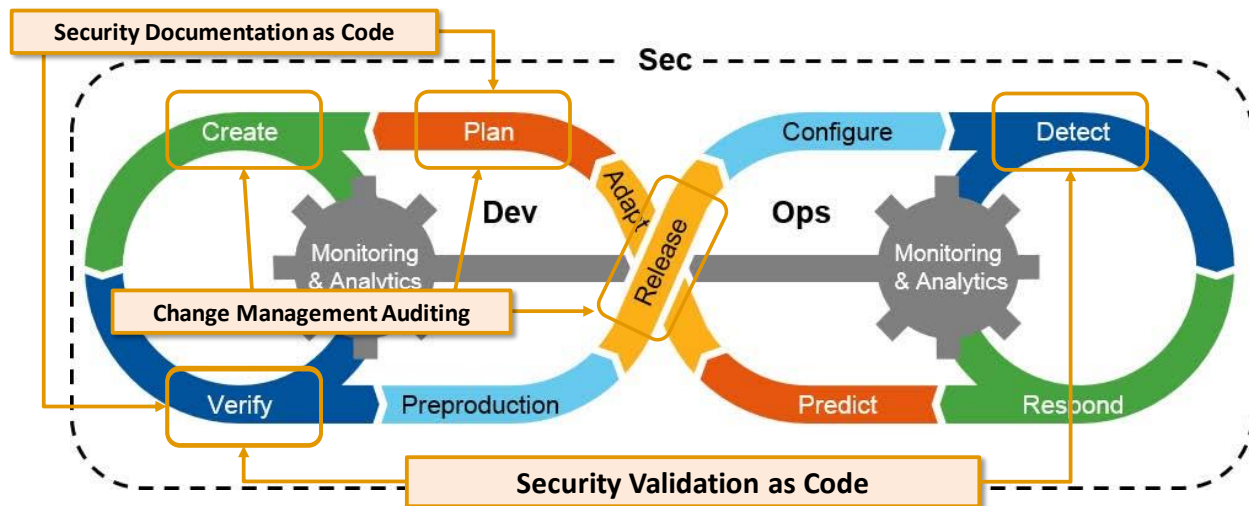 Security Documentation as Code
Sec
Create
Plan
Configure
Detect
Adapt
Release
Dev
Ops
Monitoring
& Analytics
Monitoring
& Analytics
Change Management Auditing
Verify
Preproduction
Predict
Respond
Security Validation as Code